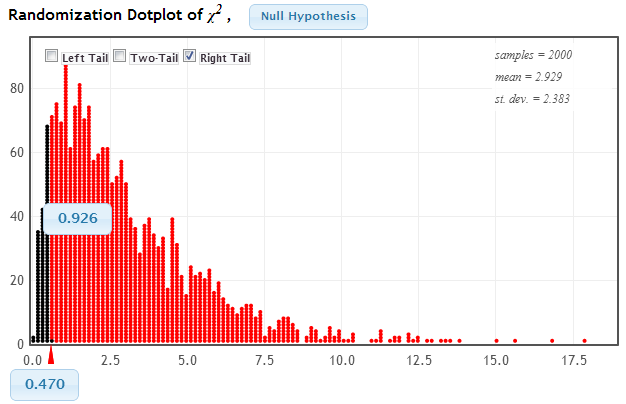 Randomization Dotplot of χ² , Null Hypothesis
Left Tail Two-Tail Right Tail
samples = 2000
mean = 2.929
st. dev. = 2.383
80
60
40
20
0
0.926
0.0 2.5 5.0 7.5 10.0 12.5 15.0 17.5
0.470